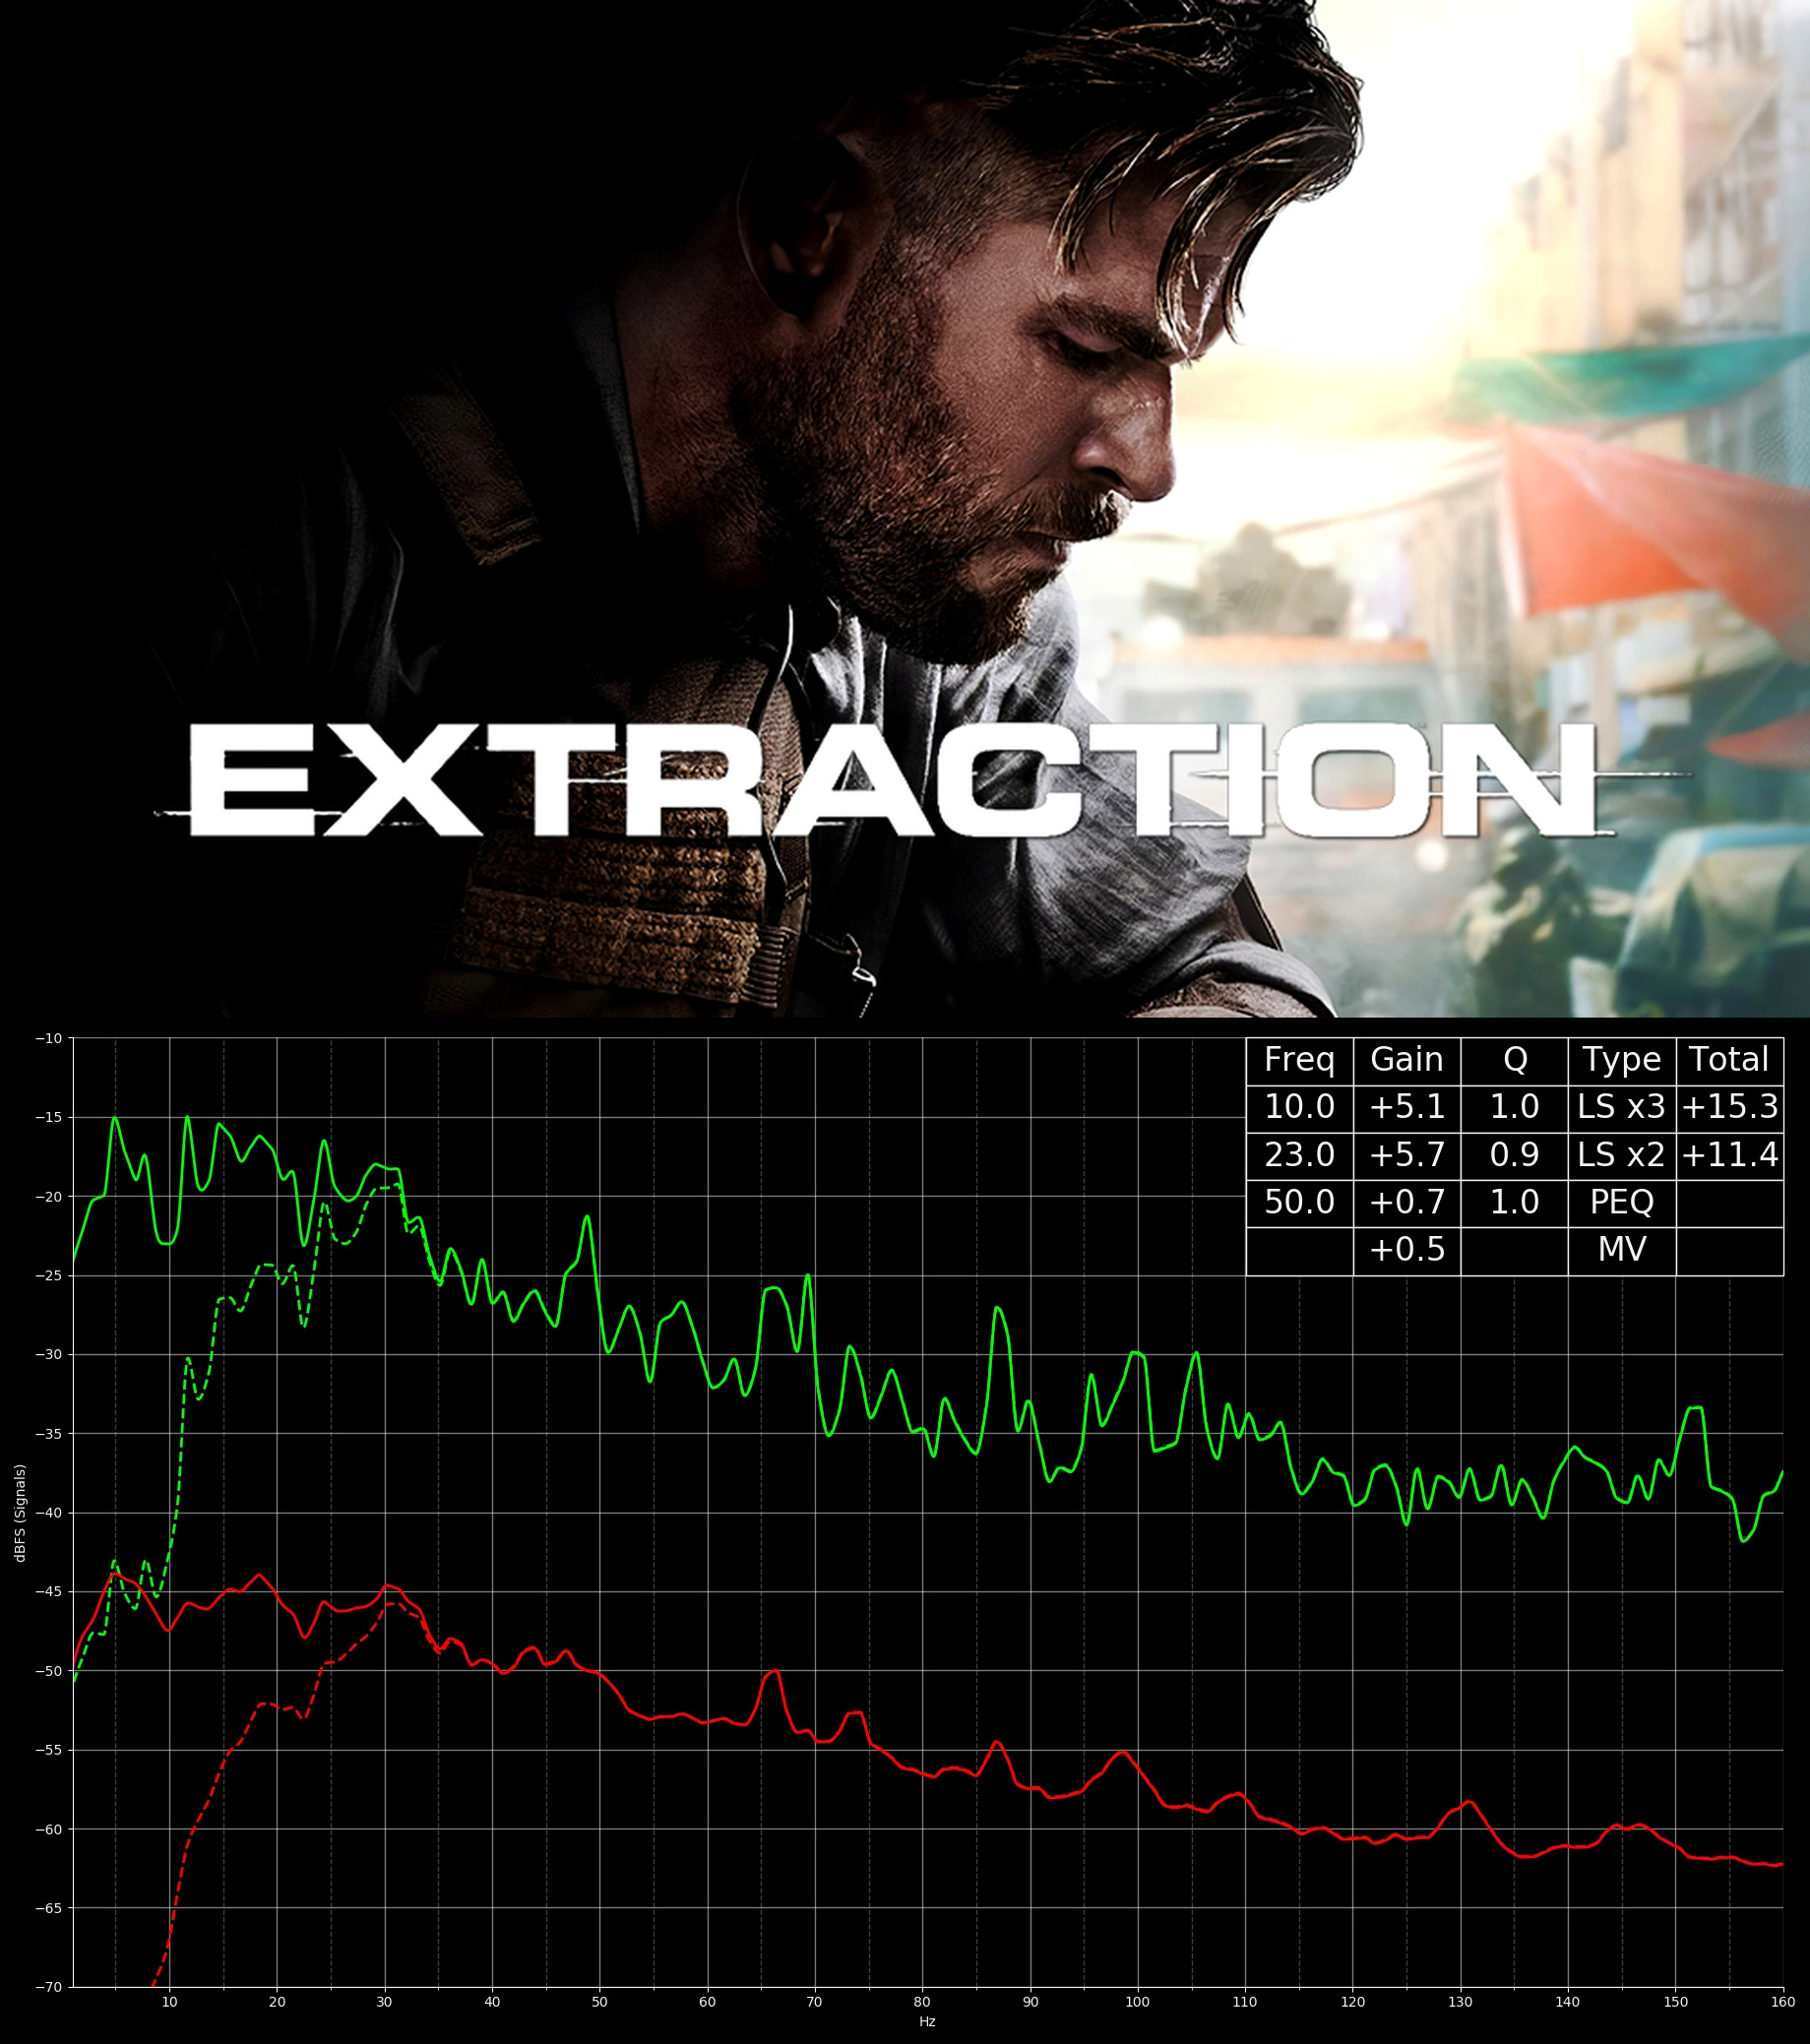 EXTRACTION
Freq Gain Q Type Total
10.0 +5.1 1.0 LS x3 +15.3
23.0 +5.7 0.9 LS x2 +11.4
50.0 +0.7 1.0 PEQ
+0.5 MV
−10
−15
−20
−25
−30
−35
−40
−45
−50
−55
−60
−65
−70
dBFS (Signals)
10 20 30 40 50 60 70 80 90 100 110 120 130 140 150 160
Hz